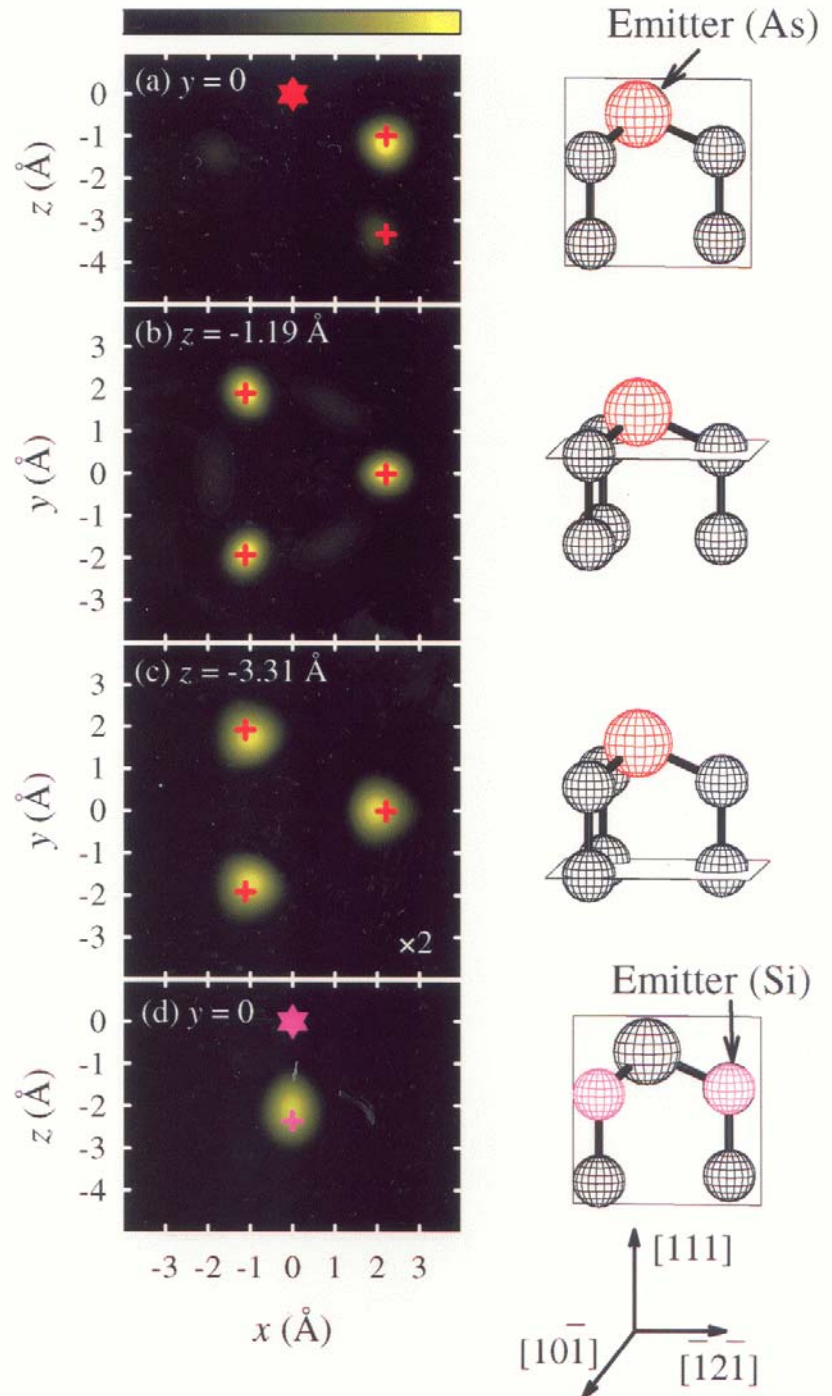 Emitter (As)
(a) y = 0
0
-1
-2
-3
-4
z (Å)
(b) z = -1.19 Å
3
2
1
0
-1
-2
-3
y (Å)
(c) z = -3.31 Å
3
2
1
0
-1
-2
-3
y (Å)
×2
Emitter (Si)
(d) y = 0
0
-1
-2
-3
-4
z (Å)
-3 -2 -1 0 1 2 3
x (Å)
[111]
[101̅]
[1̅21̅]